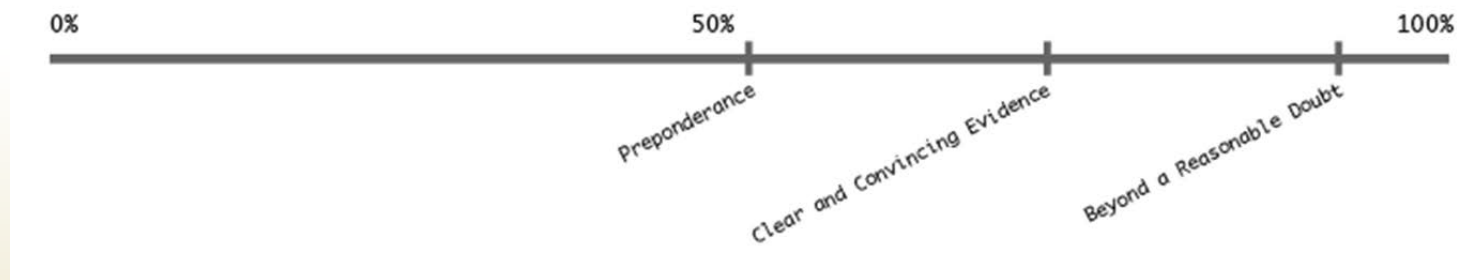 0%
50%
100%
Preponderance
Clear and Convincing Evidence
Beyond a Reasonable Doubt